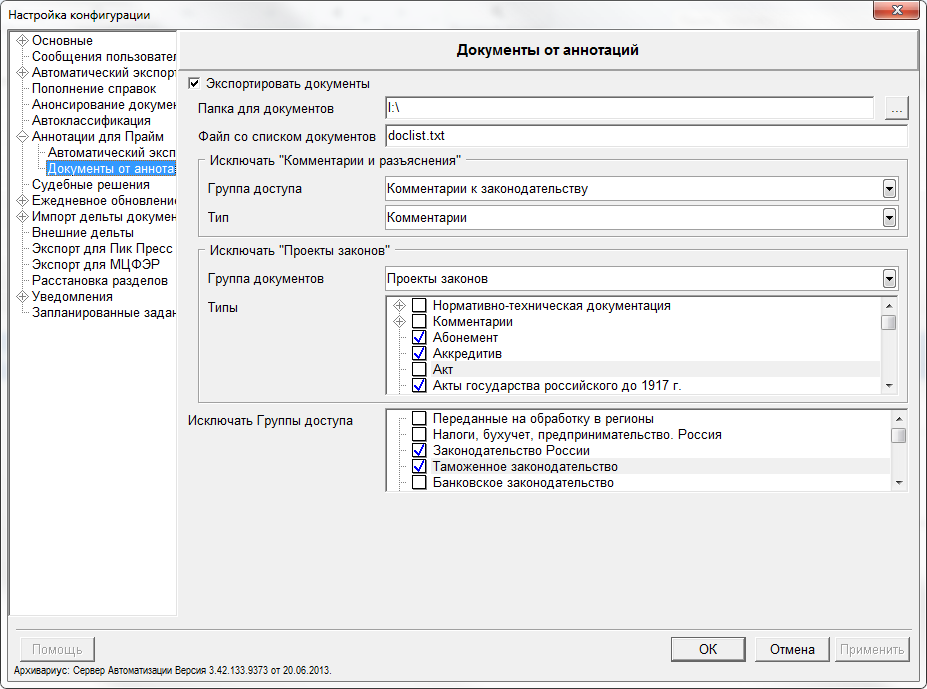 Настройка конфигурации
Основные
Сообщения пользовател
Автоматический экспорт
Пополнение справок
Анонсирование докумен
Автоклассификация
Аннотации для Прайм
Автоматический эксп
Документы от аннота
Судебные решения
Ежедневное обновление
Импорт дельты докумен
Внешние дельты
Экспорт для Пик Пресс
Экспорт для МЦФЭР
Расстановка разделов
Уведомления
Запланированные задан
Документы от аннотаций
Экспортировать документы
Папка для документов I:\ ...
Файл со списком документов doclist.txt
Исключать "Комментарии и разъяснения"
Группа доступа Комментарии к законодательству
Тип Комментарии
Исключать "Проекты законов"
Группа документов Проекты законов
Типы Нормативно-техническая документация
Комментарии
Абонемент
Аккредитив
Акт
Акты государства российского до 1917 г.
Исключать Группы доступа Переданные на обработку в регионы
Налоги, бухучет, предпринимательство. Россия
Законодательство России
Таможенное законодательство
Банковское законодательство
Помощь OK Отмена Применить
Архивариус: Сервер Автоматизации Версия 3.42.133.9373 от 20.06.2013.